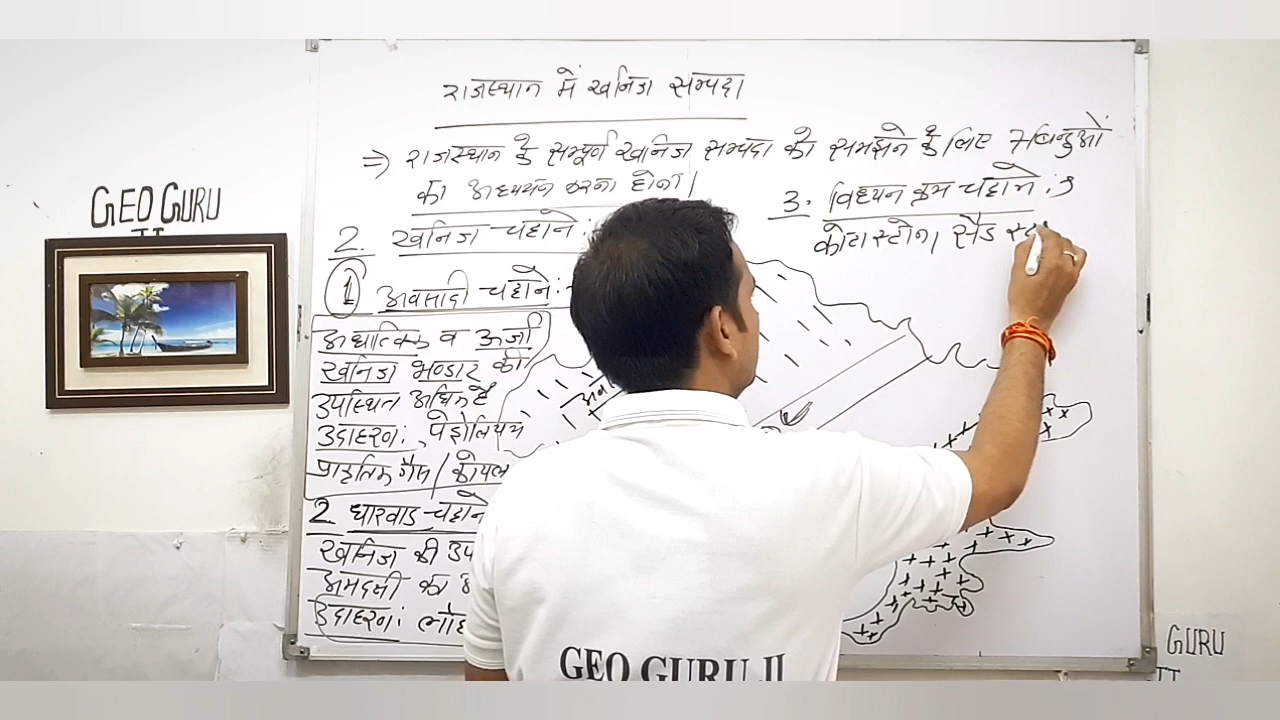 राजस्थान में खनिज सम्पदा
=> राजस्थान के सम्पूर्ण खनिज सम्पदा को समझने के लिए 7 बिन्दुओं
का अध्ययन करना होगा।
2. खनिज चट्टाने :
① अवसादी चट्टाने :-
अधात्विक व ऊर्जा
खनिज भण्डार की
उपस्थित अधिक है
उदाहरण : पेट्रोलियम
प्राकृतिक गैस / कोयल
2. धारवाड चट्टाने
खनिज की उप
अ का
उदाहरण : लोह
3. विंध्यन क्रम चट्टाने :
कोटा स्टोन / सैंड स्ट
GEO GURU
JI
GEO GURU JI
GURU
JI